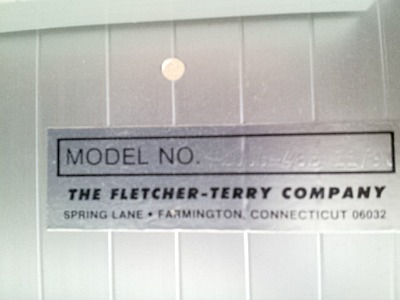 MODEL NO.
THE FLETCHER-TERRY COMPANY
SPRING LANE • FARMINGTON, CONNECTICUT 06032